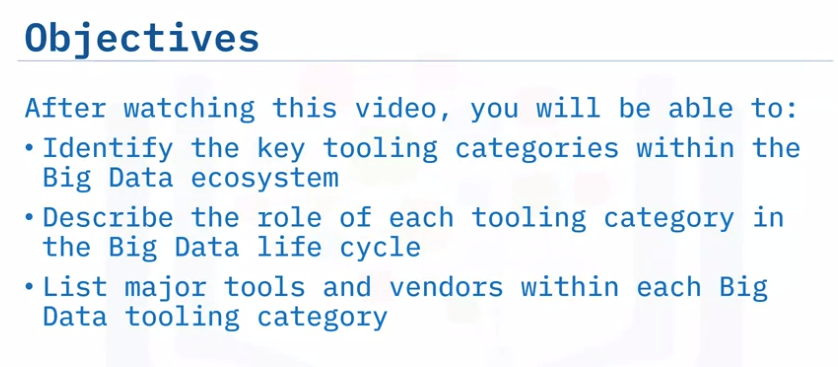 Objectives
After watching this video, you will be able to:
• Identify the key tooling categories within the
Big Data ecosystem
• Describe the role of each tooling category in
the Big Data life cycle
• List major tools and vendors within each Big
Data tooling category